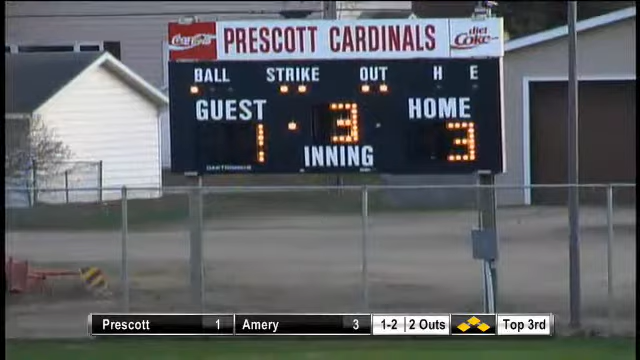 Coca-Cola PRESCOTT CARDINALS diet Coke
BALL STRIKE OUT H E
GUEST HOME
1 3 3
INNING
DAKTRONICS
Prescott 1 Amery 3 1-2 2 Outs Top 3rd